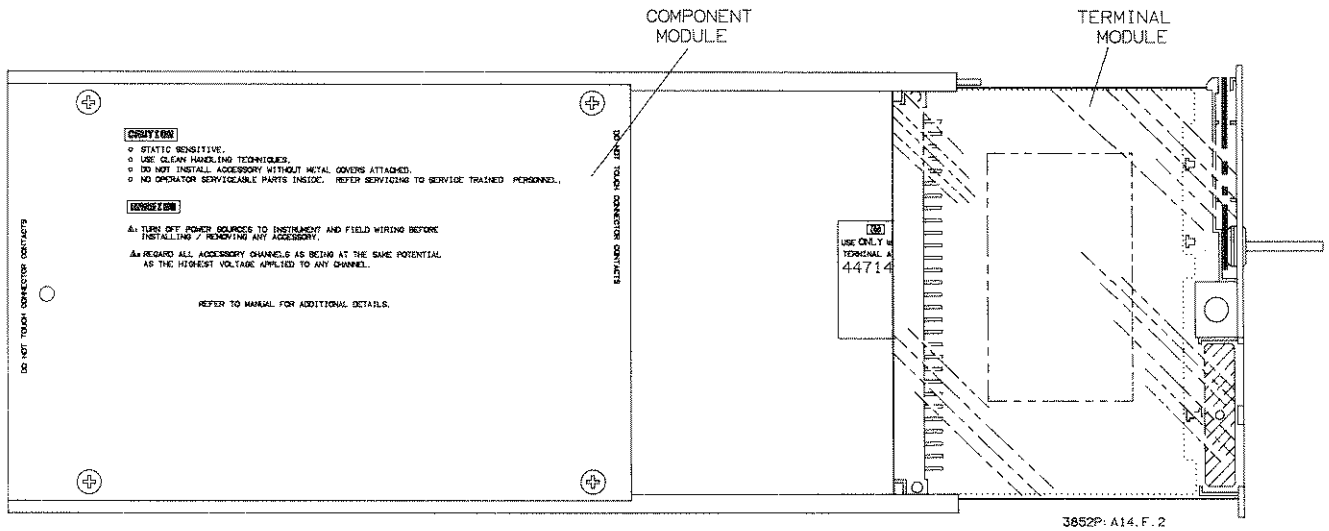 COMPONENT
MODULE
TERMINAL
MODULE
CAUTION
o STATIC SENSITIVE.
o USE CLEAN HANDLING TECHNIQUES.
o DO NOT INSTALL ACCESSORY WITHOUT METAL COVERS ATTACHED.
o NO OPERATOR SERVICEABLE PARTS INSIDE. REFER SERVICING TO SERVICE TRAINED PERSONNEL.
WARNING
⚠: TURN OFF POWER SOURCES TO INSTRUMENT AND FIELD WIRING BEFORE
INSTALLING / REMOVING ANY ACCESSORY.
⚠: REGARD ALL ACCESSORY CHANNELS AS BEING AT THE SAME POTENTIAL
AS THE HIGHEST VOLTAGE APPLIED TO ANY CHANNEL.
REFER TO MANUAL FOR ADDITIONAL DETAILS.
DO NOT TOUCH CONNECTOR CONTACTS
DO NOT TOUCH CONNECTOR CONTACTS
hp
USE ONLY W
TERMINAL A
44714
3852P:A14.F.2